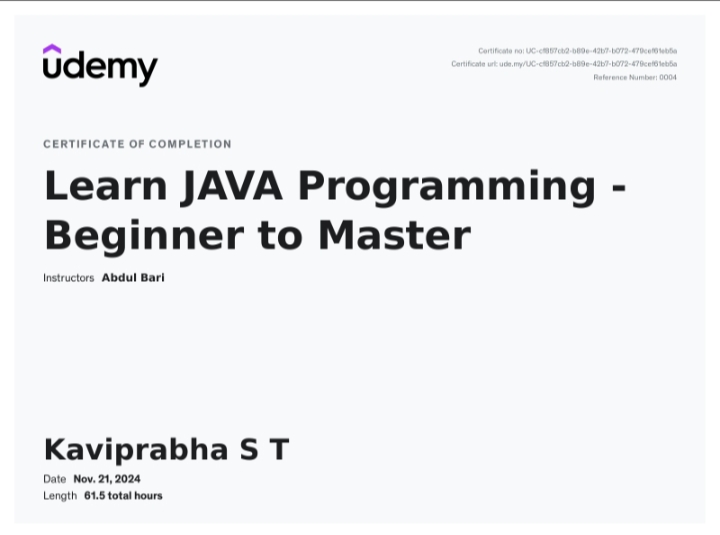 udemy
Certificate no: UC-cf857cb2-b89e-42b7-b072-479cef61eb5a
Certificate url: ude.my/UC-cf857cb2-b89e-42b7-b072-479cef61eb5a
Reference Number: 0004
CERTIFICATE OF COMPLETION
Learn JAVA Programming -
Beginner to Master
Instructors Abdul Bari
Kaviprabha S T
Date Nov. 21, 2024
Length 61.5 total hours